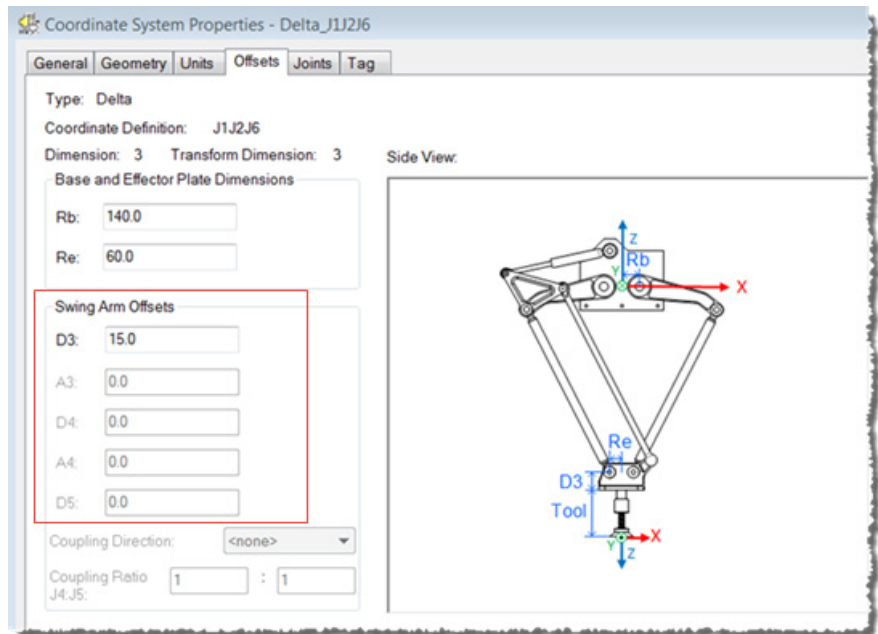 Coordinate System Properties - Delta_J1J2J6
General Geometry Units Offsets Joints Tag
Type: Delta
Coordinate Definition: J1J2J6
Dimension: 3 Transform Dimension: 3
Side View:
Base and Effector Plate Dimensions
Rb: 140.0
Re: 60.0
Swing Arm Offsets
D3: 15.0
A3: 0.0
D4: 0.0
A4: 0.0
D5: 0.0
Coupling Direction: <none>
Coupling Ratio
J4:J5: 1 : 1
Z
Rb
Y
X
Re
D3
Tool
X
Y
Z